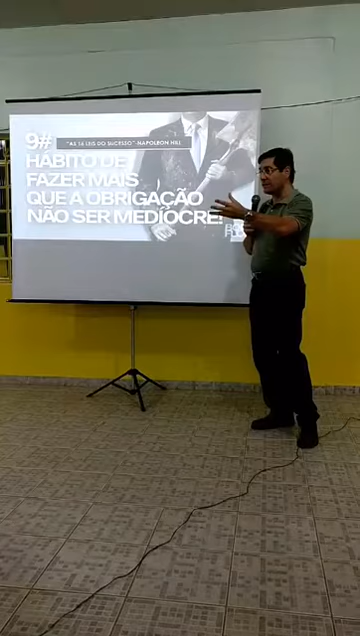 9#
"AS 16 LEIS DO SUCESSO" - NAPOLEON HILL
HÁBITO DE
FAZER MAIS
QUE A OBRIGAÇÃO
NÃO SER MEDÍOCRE!